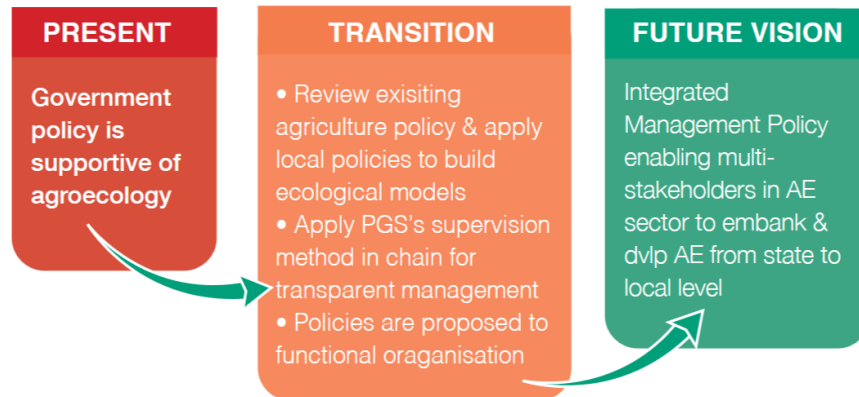 PRESENT
Government
policy is
supportive of
agroecology
TRANSITION
• Review exisiting
agriculture policy & apply
local policies to build
ecological models
• Apply PGS's supervision
method in chain for
transparent management
• Policies are proposed to
functional oraganisation
FUTURE VISION
Integrated
Management Policy
enabling multi-
stakeholders in AE
sector to embank &
dvlp AE from state to
local level